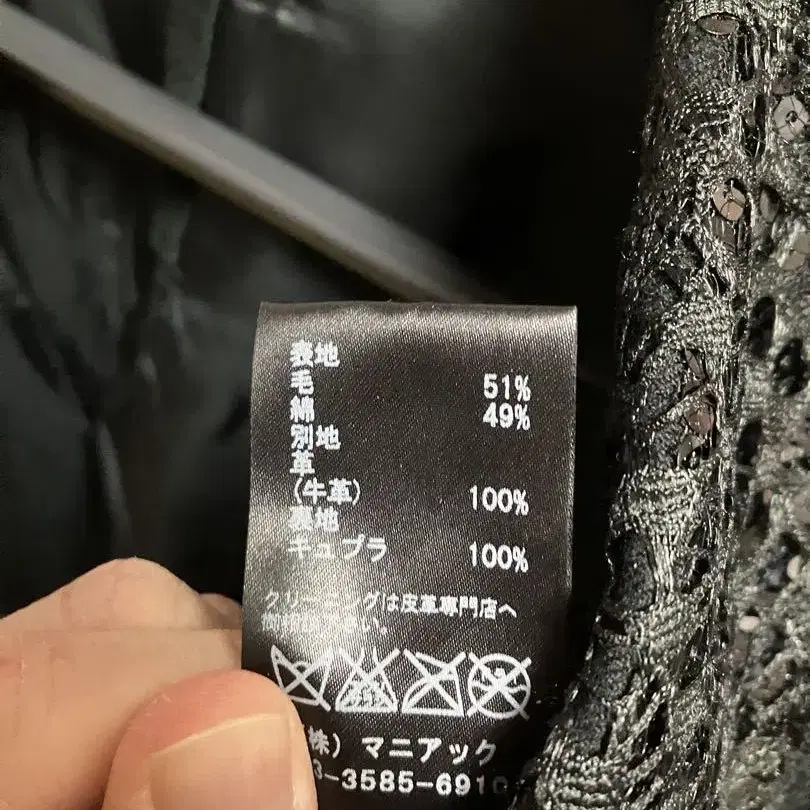 表地
毛 51%
綿 49%
別地
革
(牛革) 100%
裏地
キュプラ 100%
クリーニングは皮革専門店へ
い。
(株) マニアック
3-3585-6910